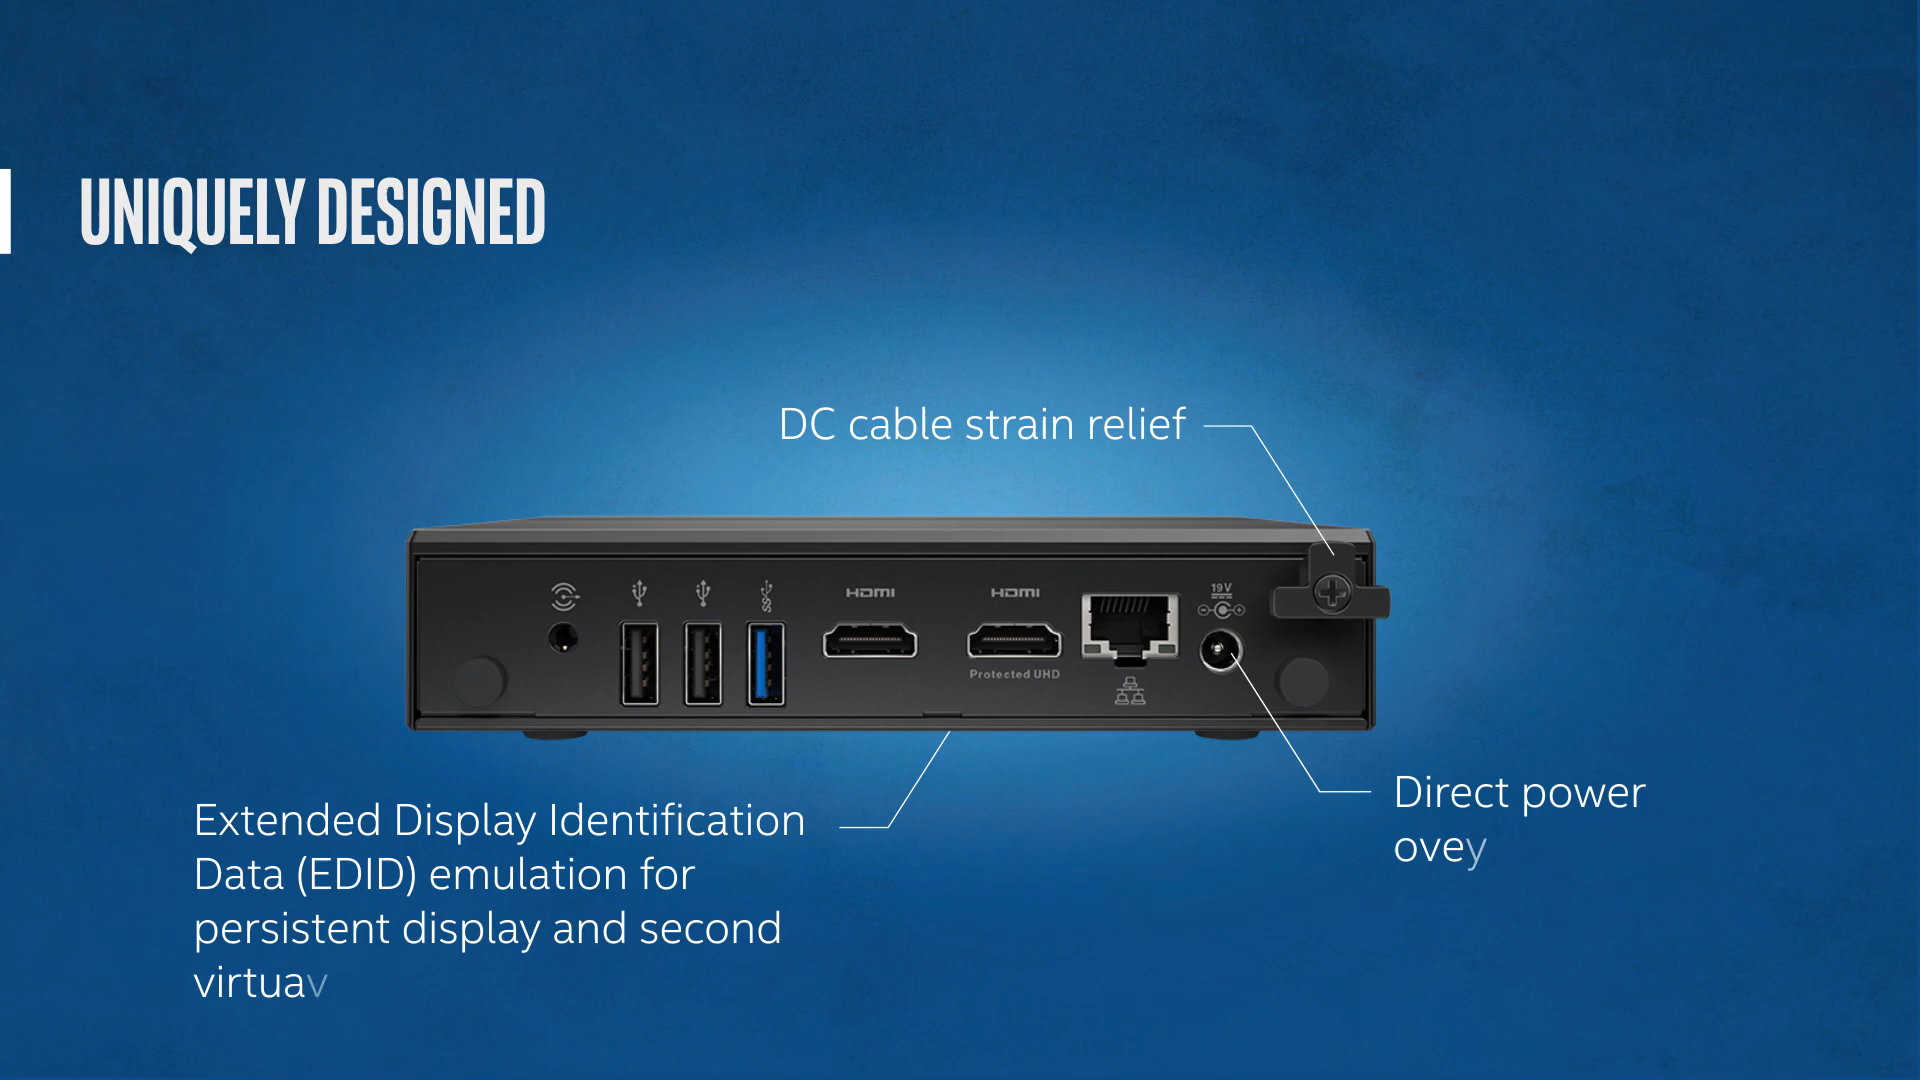 UNIQUELY DESIGNED
DC cable strain relief
HDMI
HDMI
19V
SS
Protected UHD
Direct power
ovey
Extended Display Identification
Data (EDID) emulation for
persistent display and second
virtuav